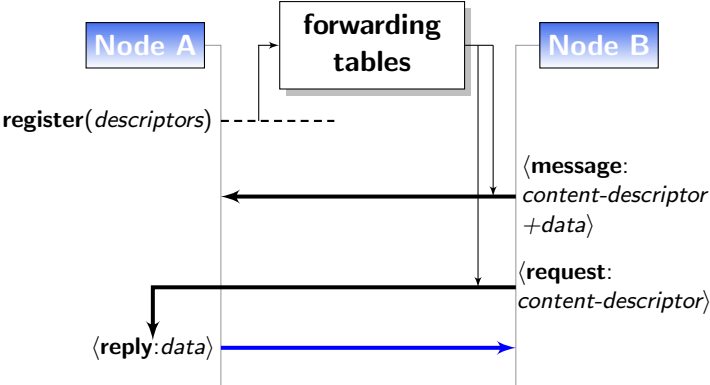 forwarding
tables
Node A
Node B
register(descriptors)
⟨message:
content-descriptor
+data⟩
⟨request:
content-descriptor⟩
⟨reply:data⟩